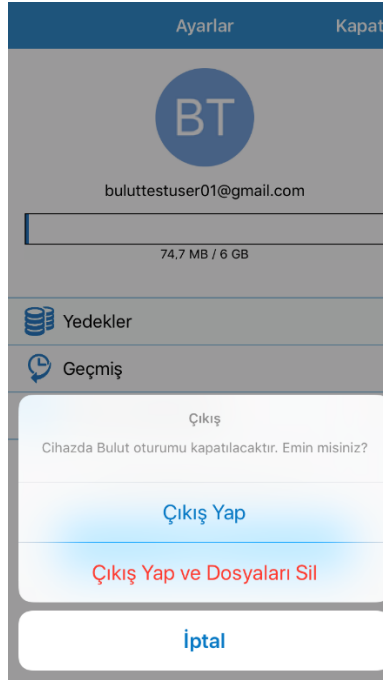 Ayarlar Kapat
BT
buluttestuser01@gmail.com
74,7 MB / 6 GB
Yedekler
Geçmiş
Çıkış
Cihazda Bulut oturumu kapatılacaktır. Emin misiniz?
Çıkış Yap
Çıkış Yap ve Dosyaları Sil
İptal